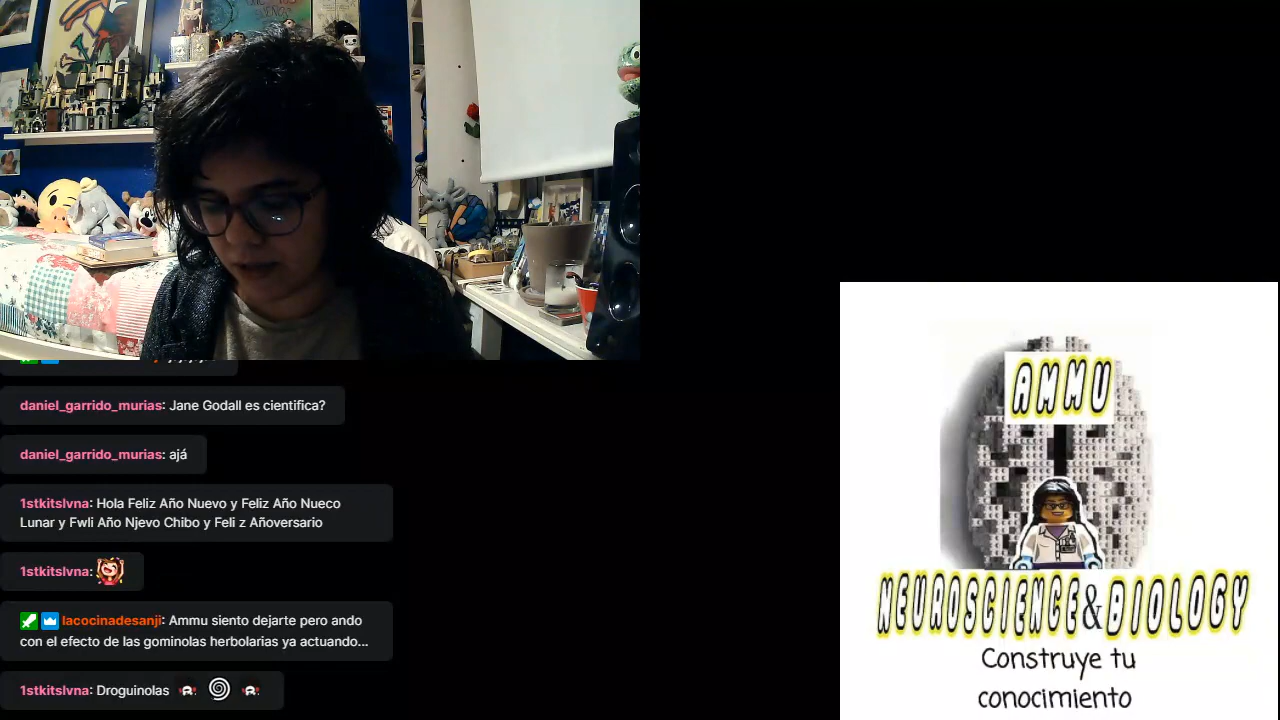 daniel_garrido_murias: Jane Godall es cientifica?
daniel_garrido_murias: ajá
1stkitslvna: Hola Feliz Año Nuevo y Feliz Año Nueco
Lunar y Fwli Año Njevo Chibo y Feli z Añoversario
1stkitslvna:
lacocinadesanji: Ammu siento dejarte pero ando
con el efecto de las gominolas herbolarias ya actuando...
1stkitslvna: Droguinolas
AMMU
NEUROSCIENCE&BIOLOGY
Construye tu
conocimiento